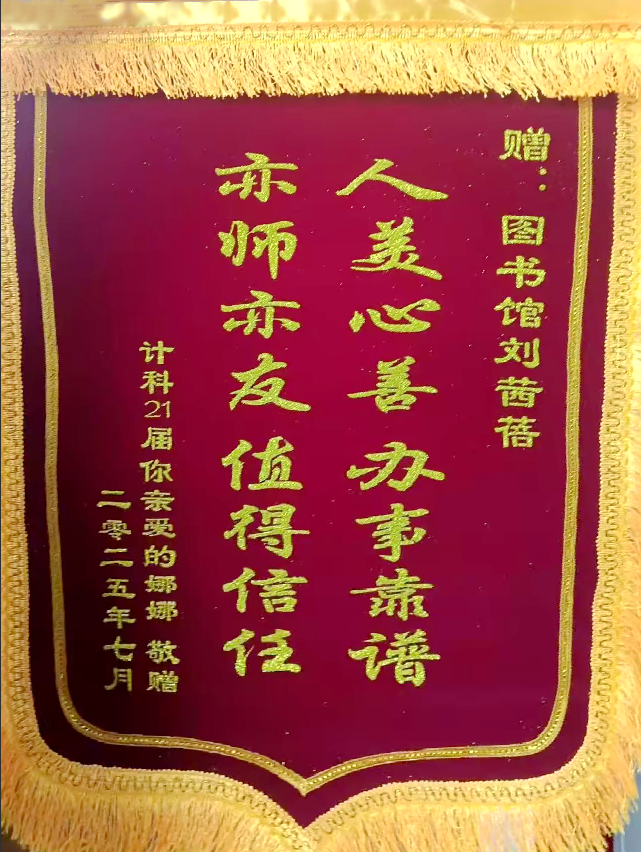 赠：图书馆刘茜蓓
人美心善办事靠谱
亦师亦友值得信任
计科21届你亲爱的娜娜 敬赠
二零二五年七月